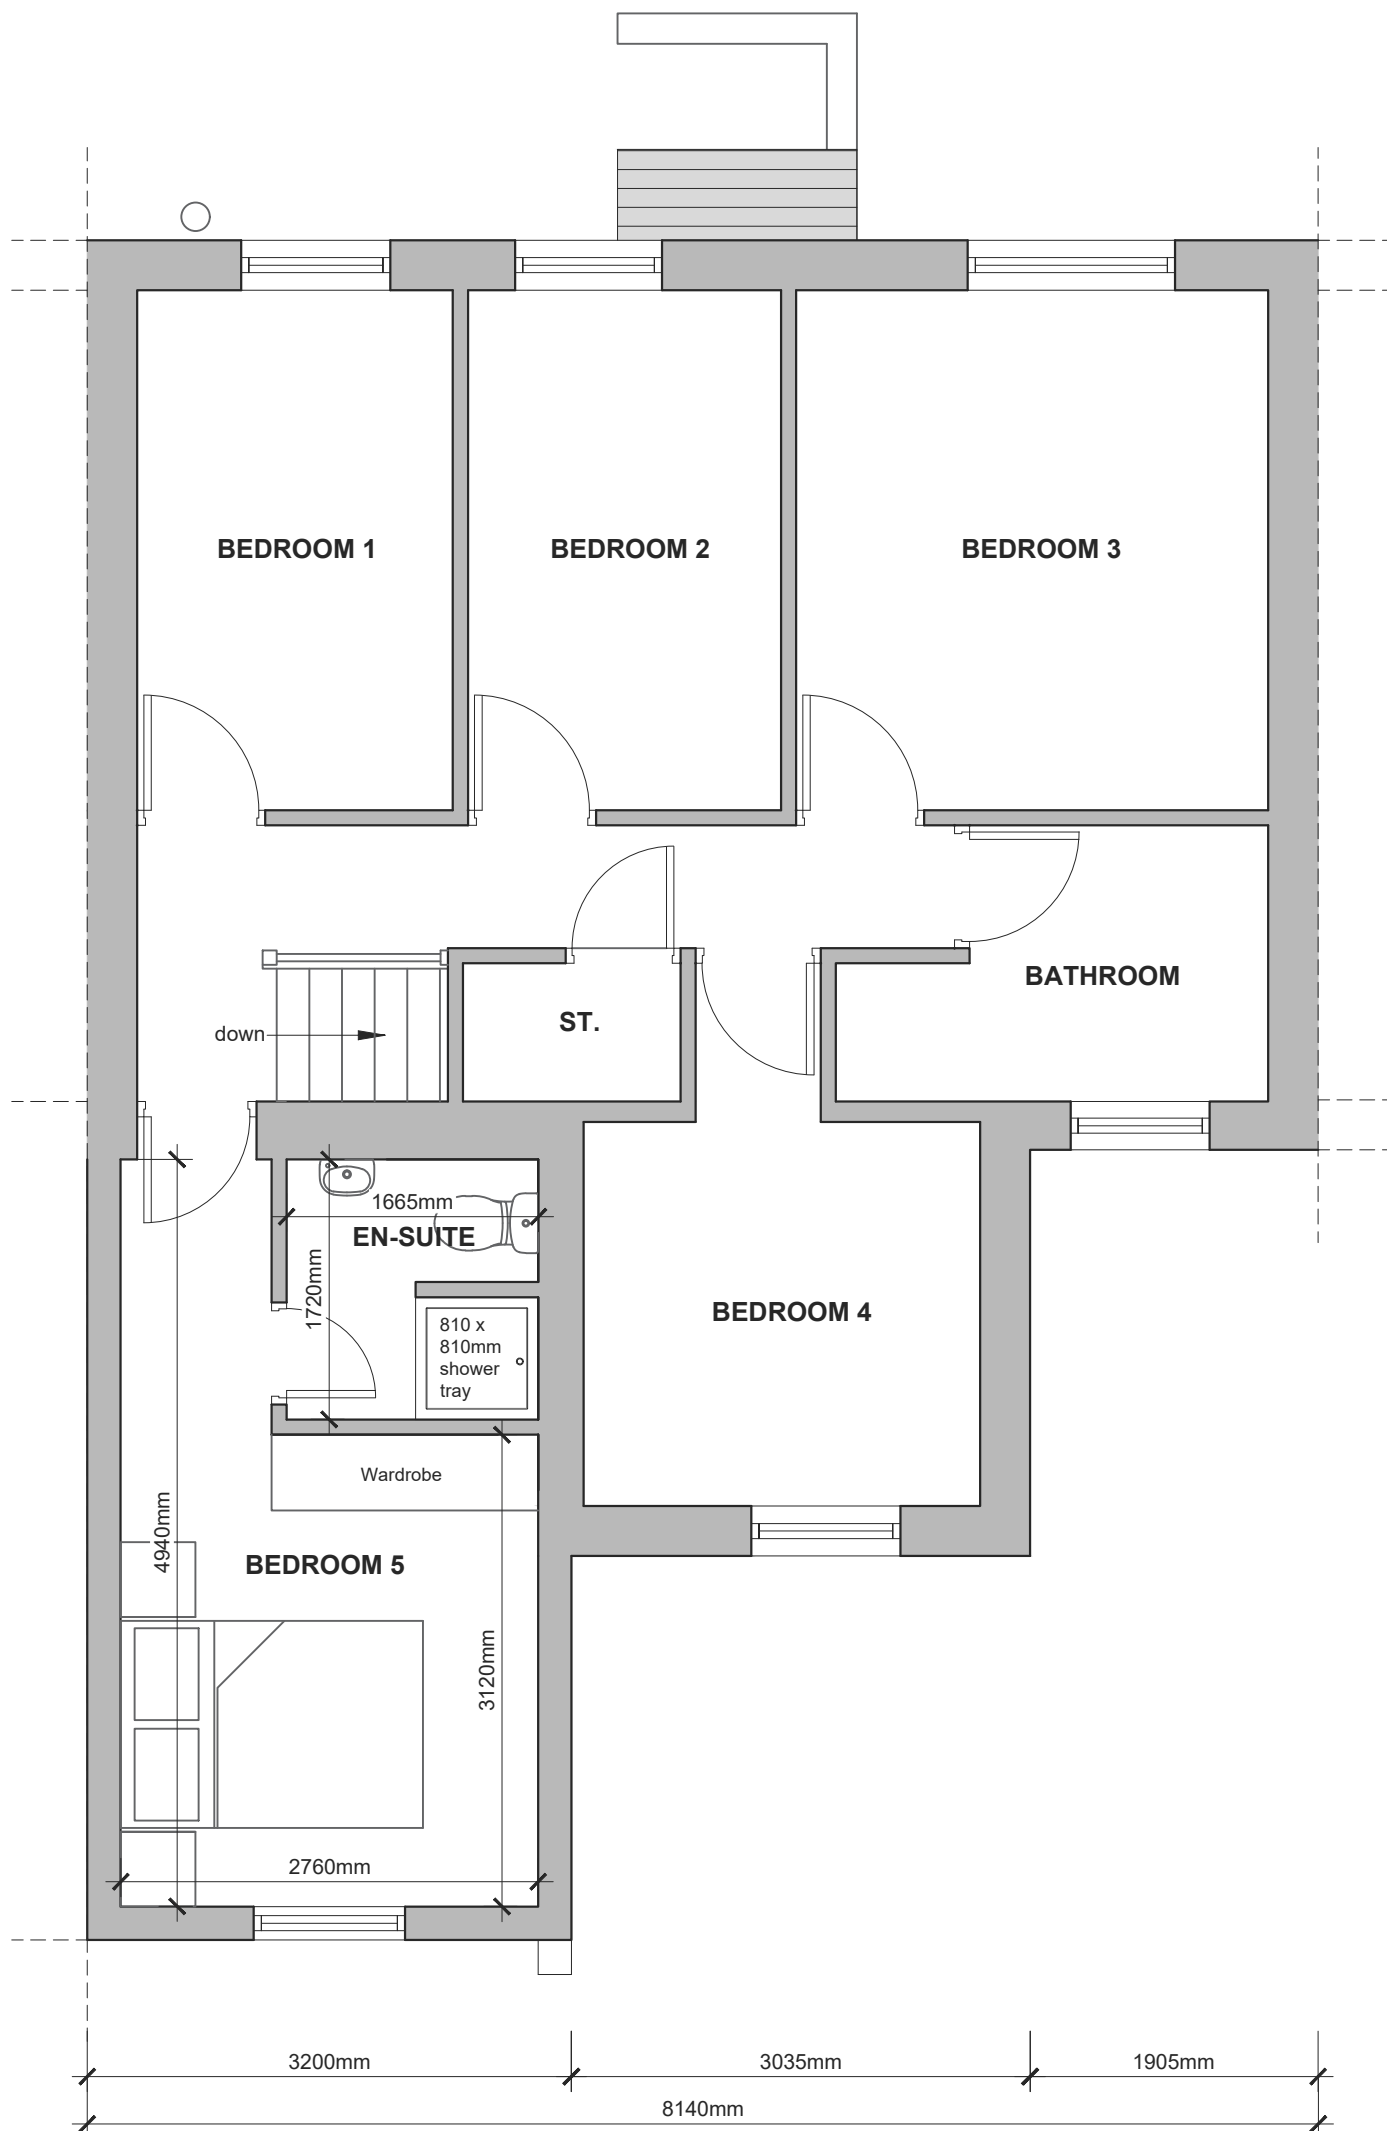 BEDROOM 1
BEDROOM 2
BEDROOM 3
BATHROOM
ST.
down
1665mm
EN-SUITE
1720mm
BEDROOM 4
810 x
810mm
shower
tray
Wardrobe
4940mm
BEDROOM 5
3120mm
2760mm
3200mm
3035mm
1905mm
8140mm